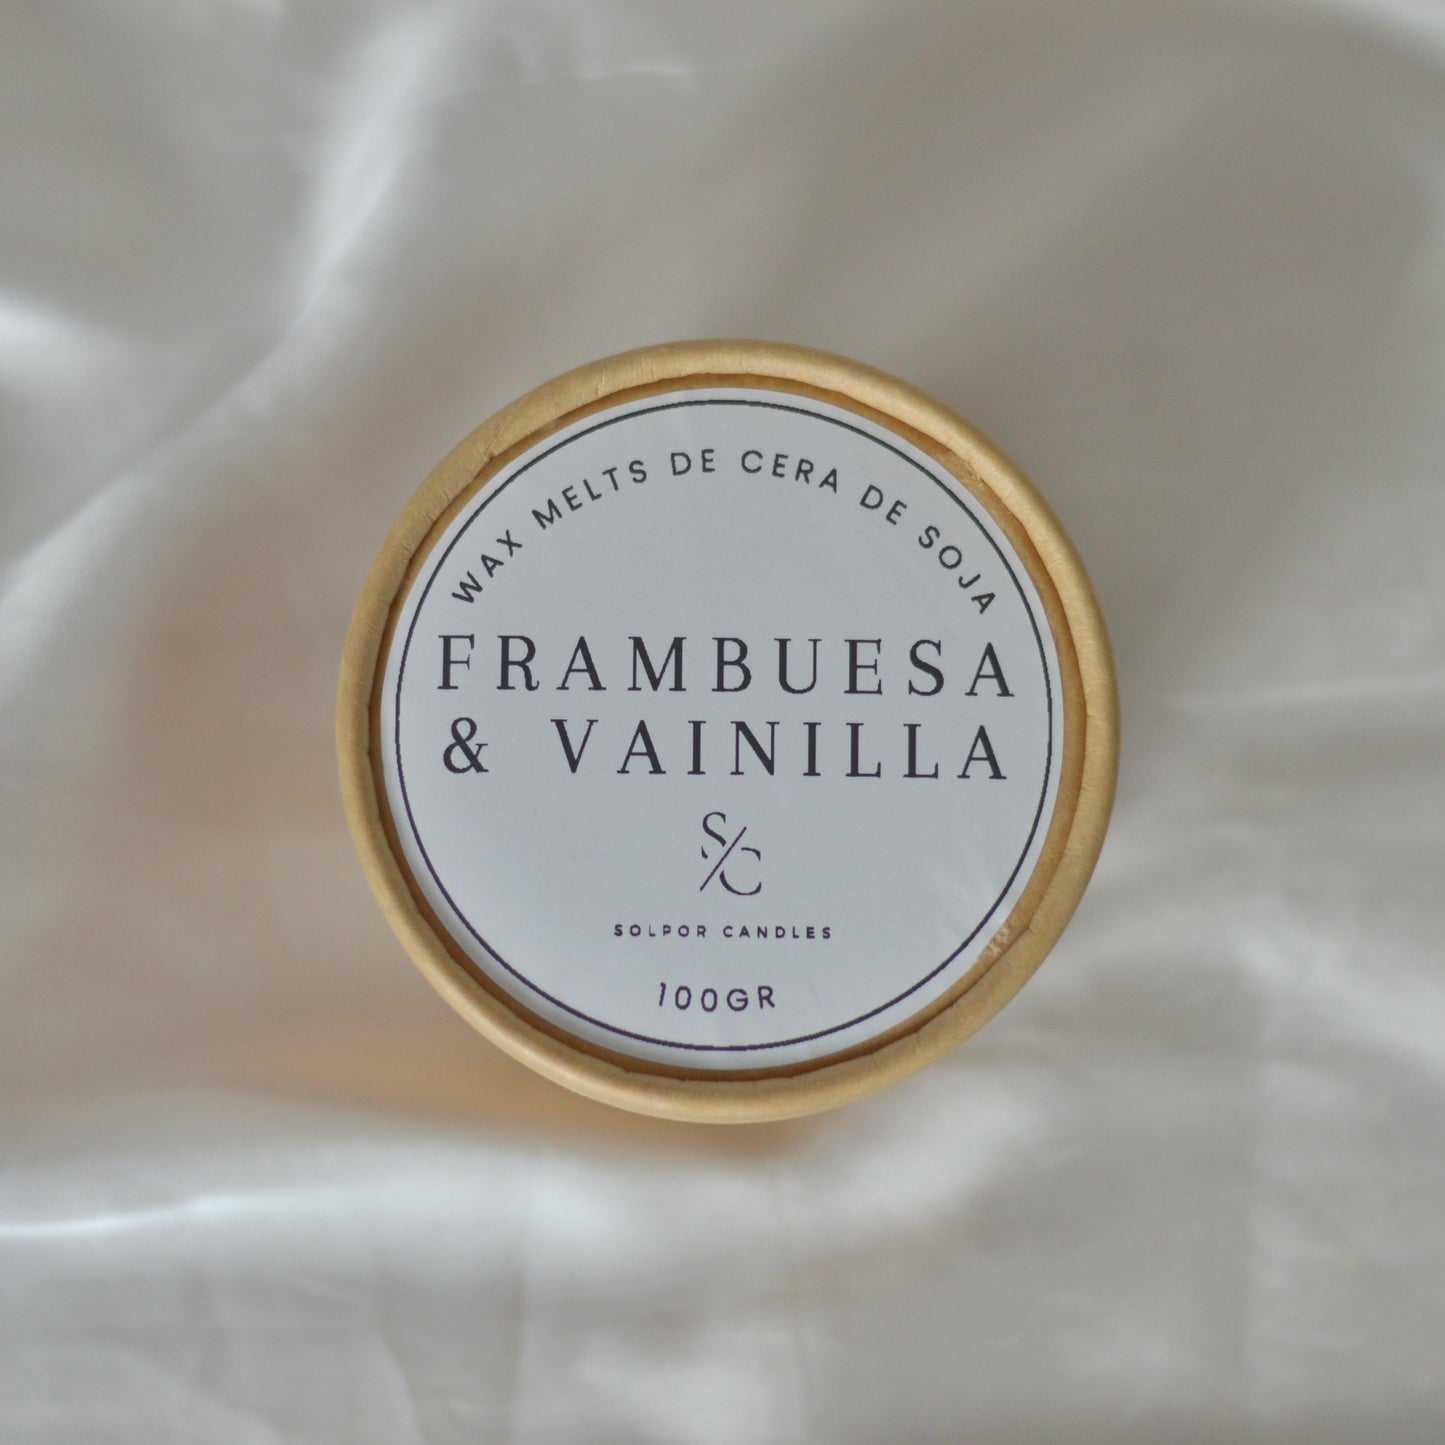 WAX MELTS DE CERA DE SOJA
FRAMBUESA
& VAINILLA
S/C
SOLPOR CANDLES
100GR